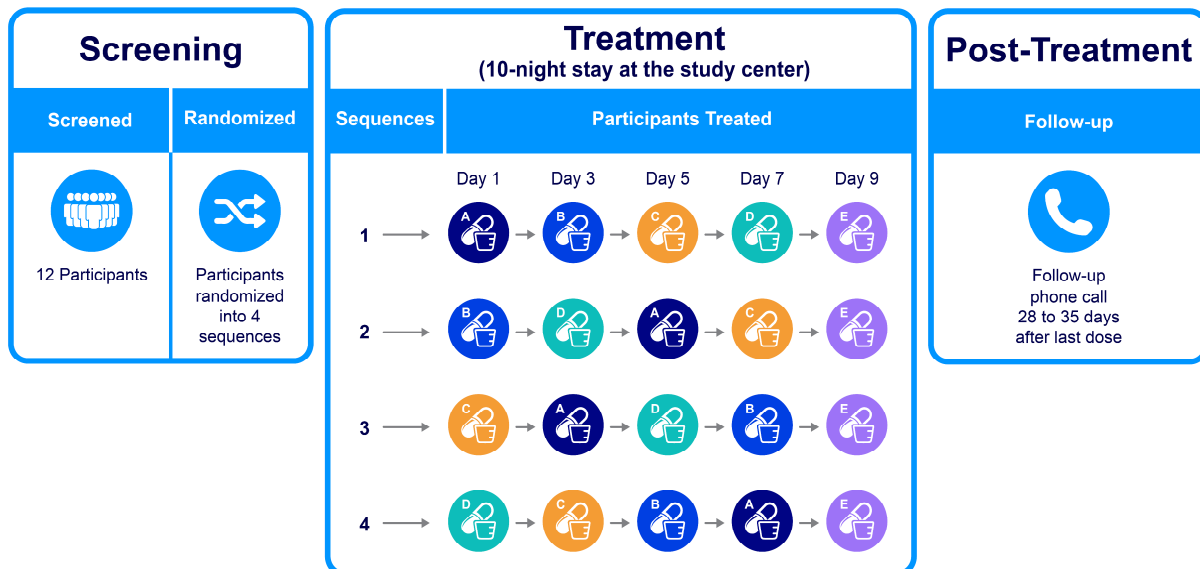 Screening
Screened
Randomized
12 Participants
Participants
randomized
into 4
sequences
Treatment
(10-night stay at the study center)
Sequences
Participants Treated
Day 1 Day 3 Day 5 Day 7 Day 9
1 A B C D E
2 B D A C E
3 C A D B E
4 D C B A E
Post-Treatment
Follow-up
Follow-up
phone call
28 to 35 days
after last dose